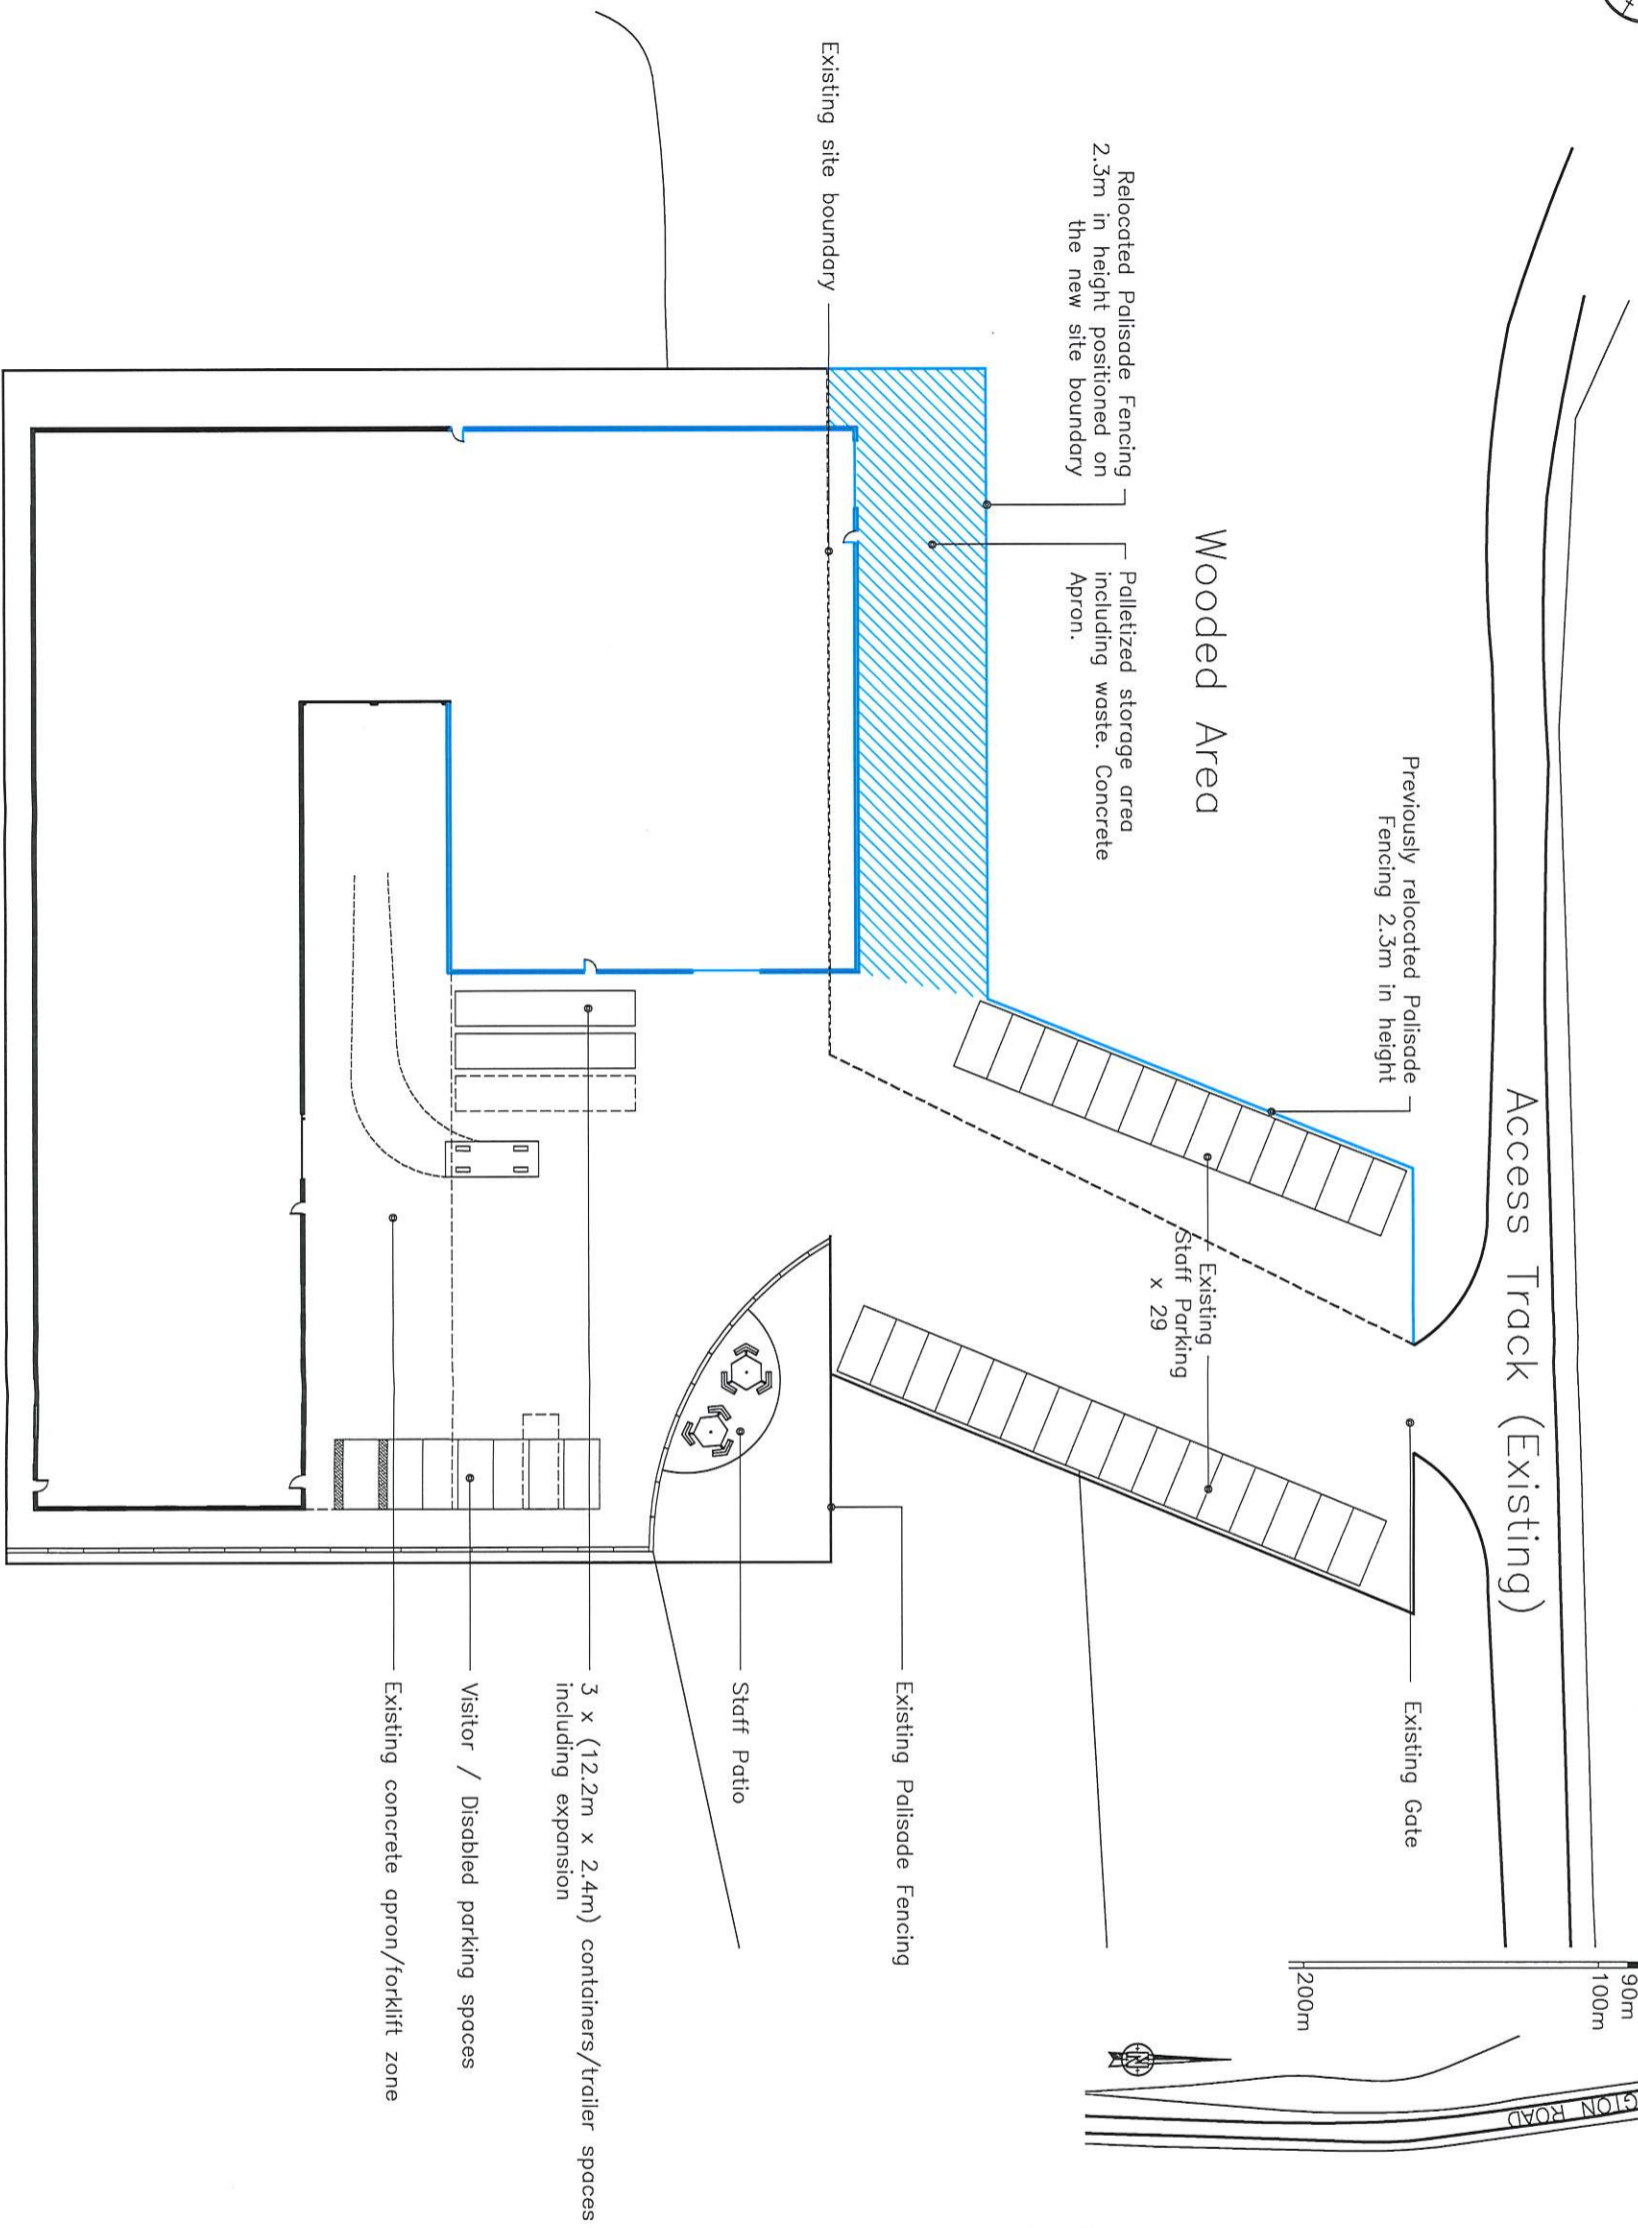 Access Track (Existing)
Previously relocated Palisade
Fencing 2.3m in height
Wooded Area
Relocated Palisade Fencing
2.3m in height positioned on
the new site boundary
Palletized storage area
including waste. Concrete
Apron.
Existing site boundary
Existing
Staff Parking
x 29
Existing Gate
Existing Palisade Fencing
Staff Patio
3 x (12.2m x 2.4m) containers/trailer spaces
including expansion
Visitor / Disabled parking spaces
Existing concrete apron/forklift zone
90m
100m
200m
N
GTON ROAD